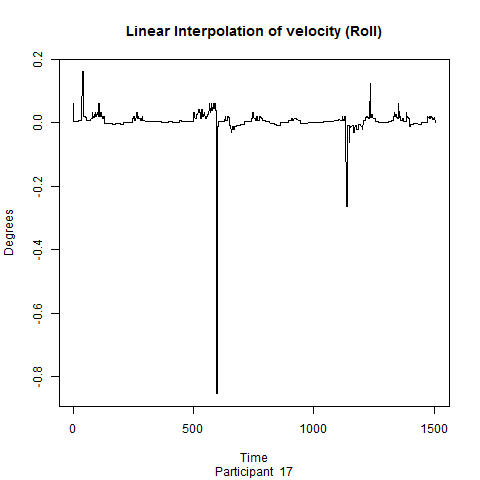 Linear Interpolation of velocity (Roll)
0.2
0.0
-0.2
-0.4
-0.6
-0.8
Degrees
0 500 1000 1500
Time
Participant 17